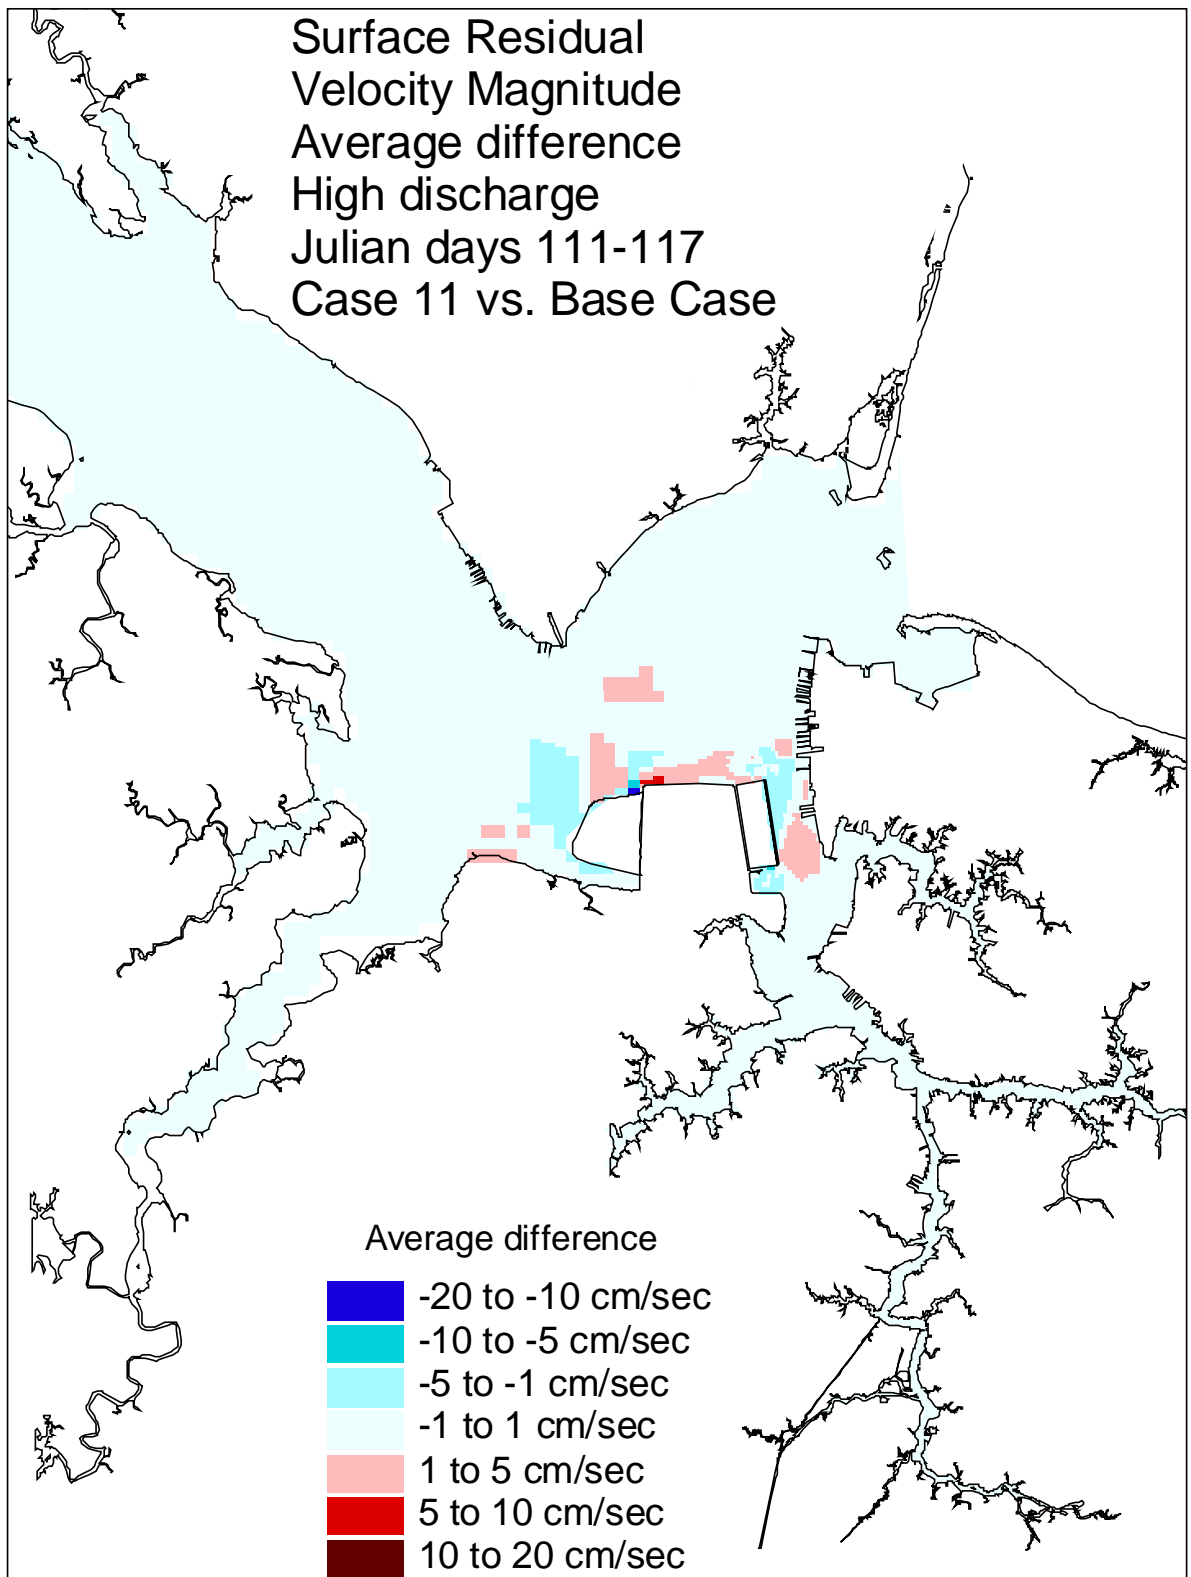 Surface Residual
Velocity Magnitude
Average difference
High discharge
Julian days 111-117
Case 11 vs. Base Case
Average difference
-20 to -10 cm/sec
-10 to -5 cm/sec
-5 to -1 cm/sec
-1 to 1 cm/sec
1 to 5 cm/sec
5 to 10 cm/sec
10 to 20 cm/sec